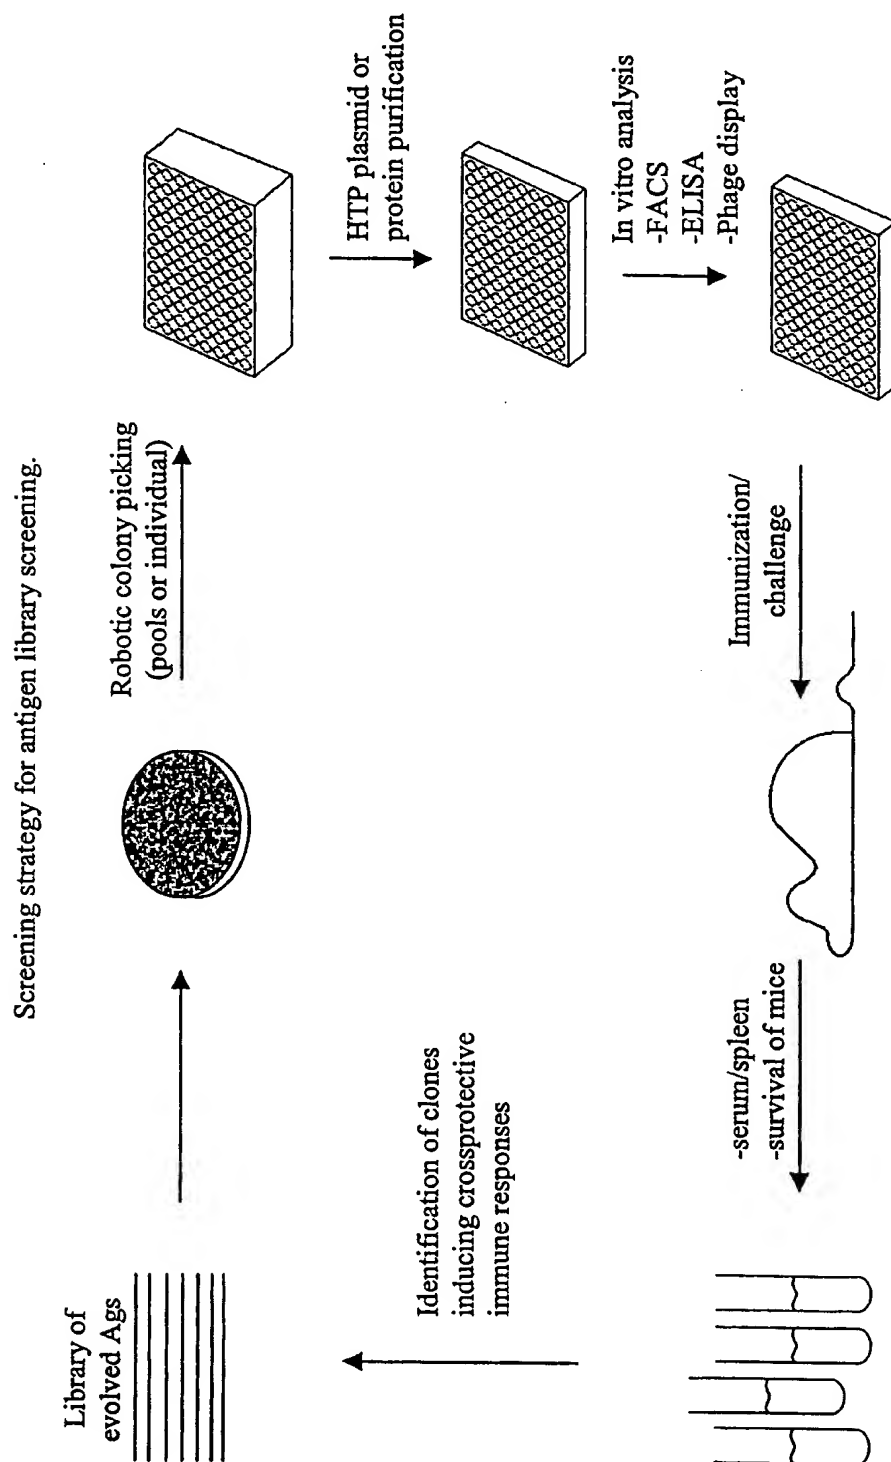 Screening strategy for antigen library screening.
Library of
evolved Ags
Robotic colony picking
(pools or individual)
HTP plasmid or
protein purification
In vitro analysis
-FACS
-ELISA
-Phage display
Immunization/
challenge
-serum/spleen
-survival of mice
Identification of clones
inducing crossprotective
immune responses